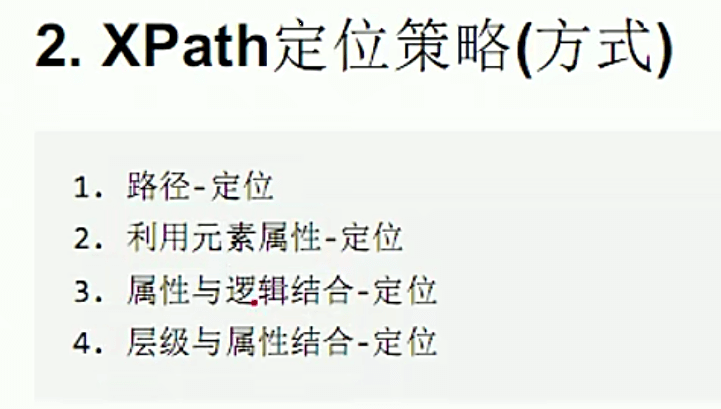 2. XPath定位策略(方式)
1. 路径-定位
2. 利用元素属性-定位
3. 属性与逻辑结合-定位
4. 层级与属性结合-定位